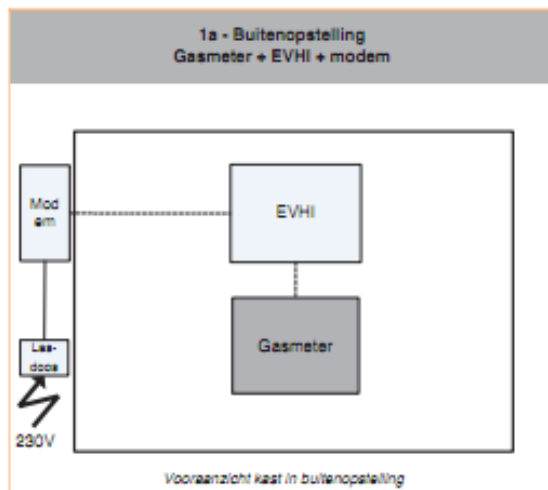 1a - Buitenopstelling
Gasmeter + EVHI + modem
Mod
em
EVHI
Las-
doos
Gasmeter
230V
Vooraanzicht kast in buitenopstelling